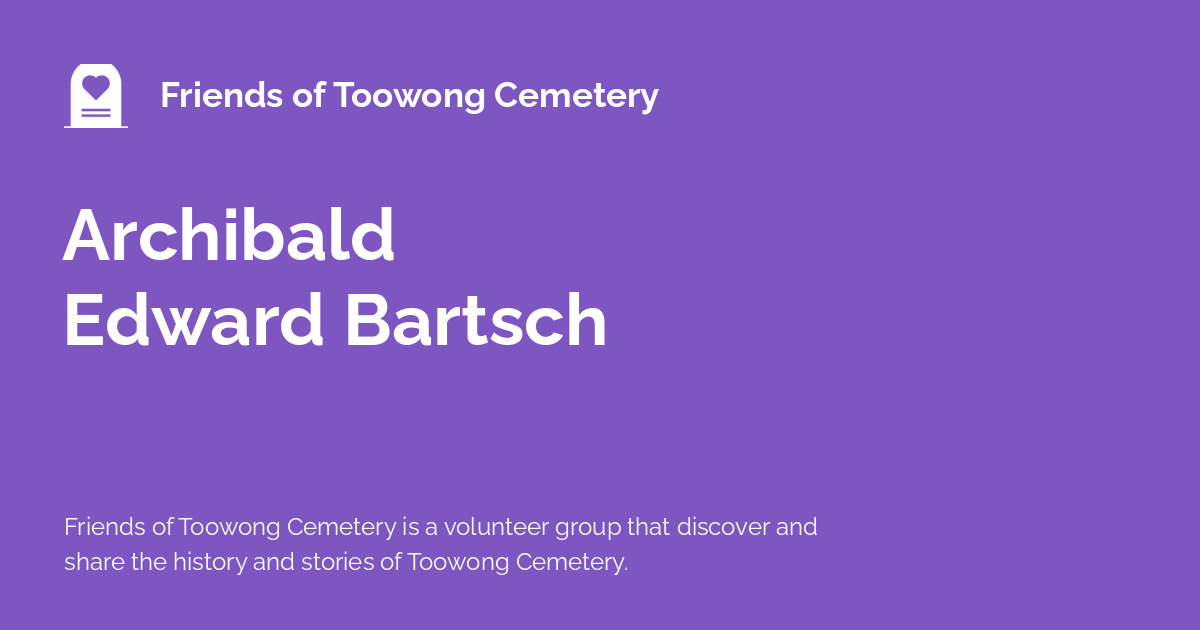 Friends of Toowong Cemetery
Archibald
Edward Bartsch
Friends of Toowong Cemetery is a volunteer group that discover and
share the history and stories of Toowong Cemetery.